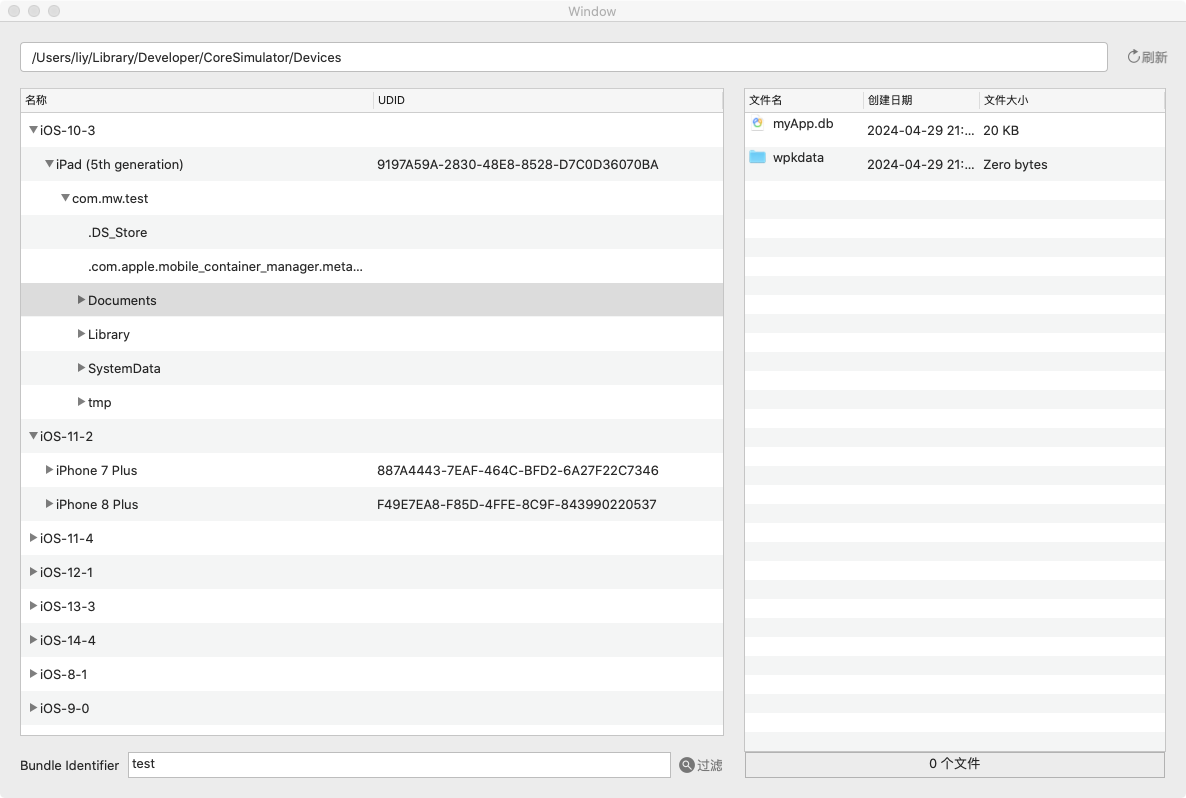 Window
/Users/liy/Library/Developer/CoreSimulator/Devices
刷新
名称 UDID
iOS-10-3
iPad (5th generation) 9197A59A-2830-48E8-8528-D7C0D36070BA
com.mw.test
.DS_Store
.com.apple.mobile_container_manager.meta...
Documents
Library
SystemData
tmp
iOS-11-2
iPhone 7 Plus 887A4443-7EAF-464C-BFD2-6A27F22C7346
iPhone 8 Plus F49E7EA8-F85D-4FFE-8C9F-843990220537
iOS-11-4
iOS-12-1
iOS-13-3
iOS-14-4
iOS-8-1
iOS-9-0
Bundle Identifier test 过滤
文件名 创建日期 文件大小
myApp.db 2024-04-29 21:... 20 KB
wpkdata 2024-04-29 21:... Zero bytes
0 个文件